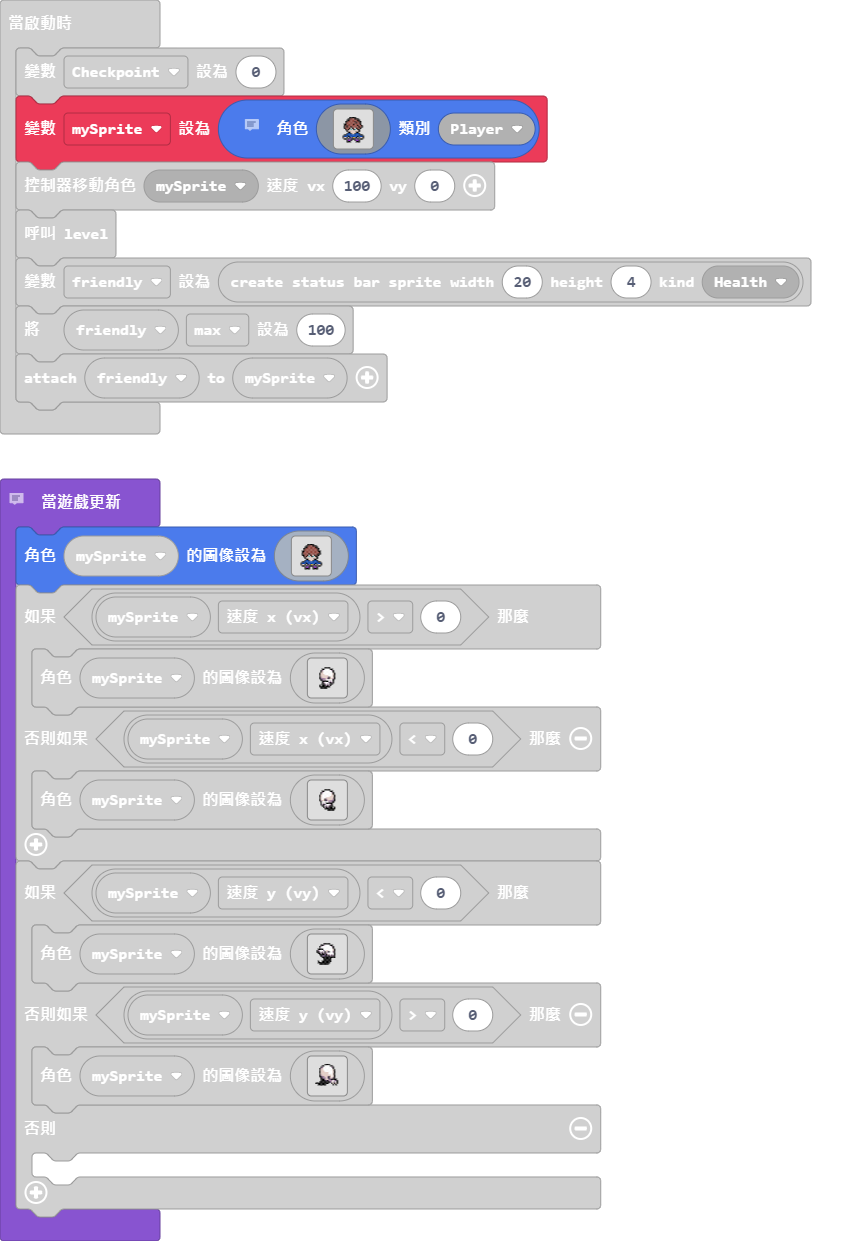 當啟動時
變數 Checkpoint 設為 0
變數 mySprite 設為 角色 類別 Player
控制器移動角色 mySprite 速度 vx 100 vy 0
呼叫 level
變數 friendly 設為 create status bar sprite width 20 height 4 kind Health
將 friendly max 設為 100
attach friendly to mySprite
當遊戲更新
角色 mySprite 的圖像設為
如果 mySprite 速度 x (vx) > 0 那麼
角色 mySprite 的圖像設為
否則如果 mySprite 速度 x (vx) < 0 那麼
角色 mySprite 的圖像設為
如果 mySprite 速度 y (vy) < 0 那麼
角色 mySprite 的圖像設為
否則如果 mySprite 速度 y (vy) > 0 那麼
角色 mySprite 的圖像設為
否則